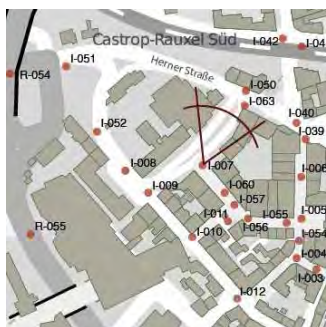 I-042
I-04
Castrop-Rauxel Süd
I-051
Herner Straße
R-054
I-050
I-063
I-040
I-052
I-039
I-008
I-007
I-006
I-009
I-060
I-057
I-011
I-055
I-005
I-056
R-055
I-010
I-054
I-004
I-003
I-012